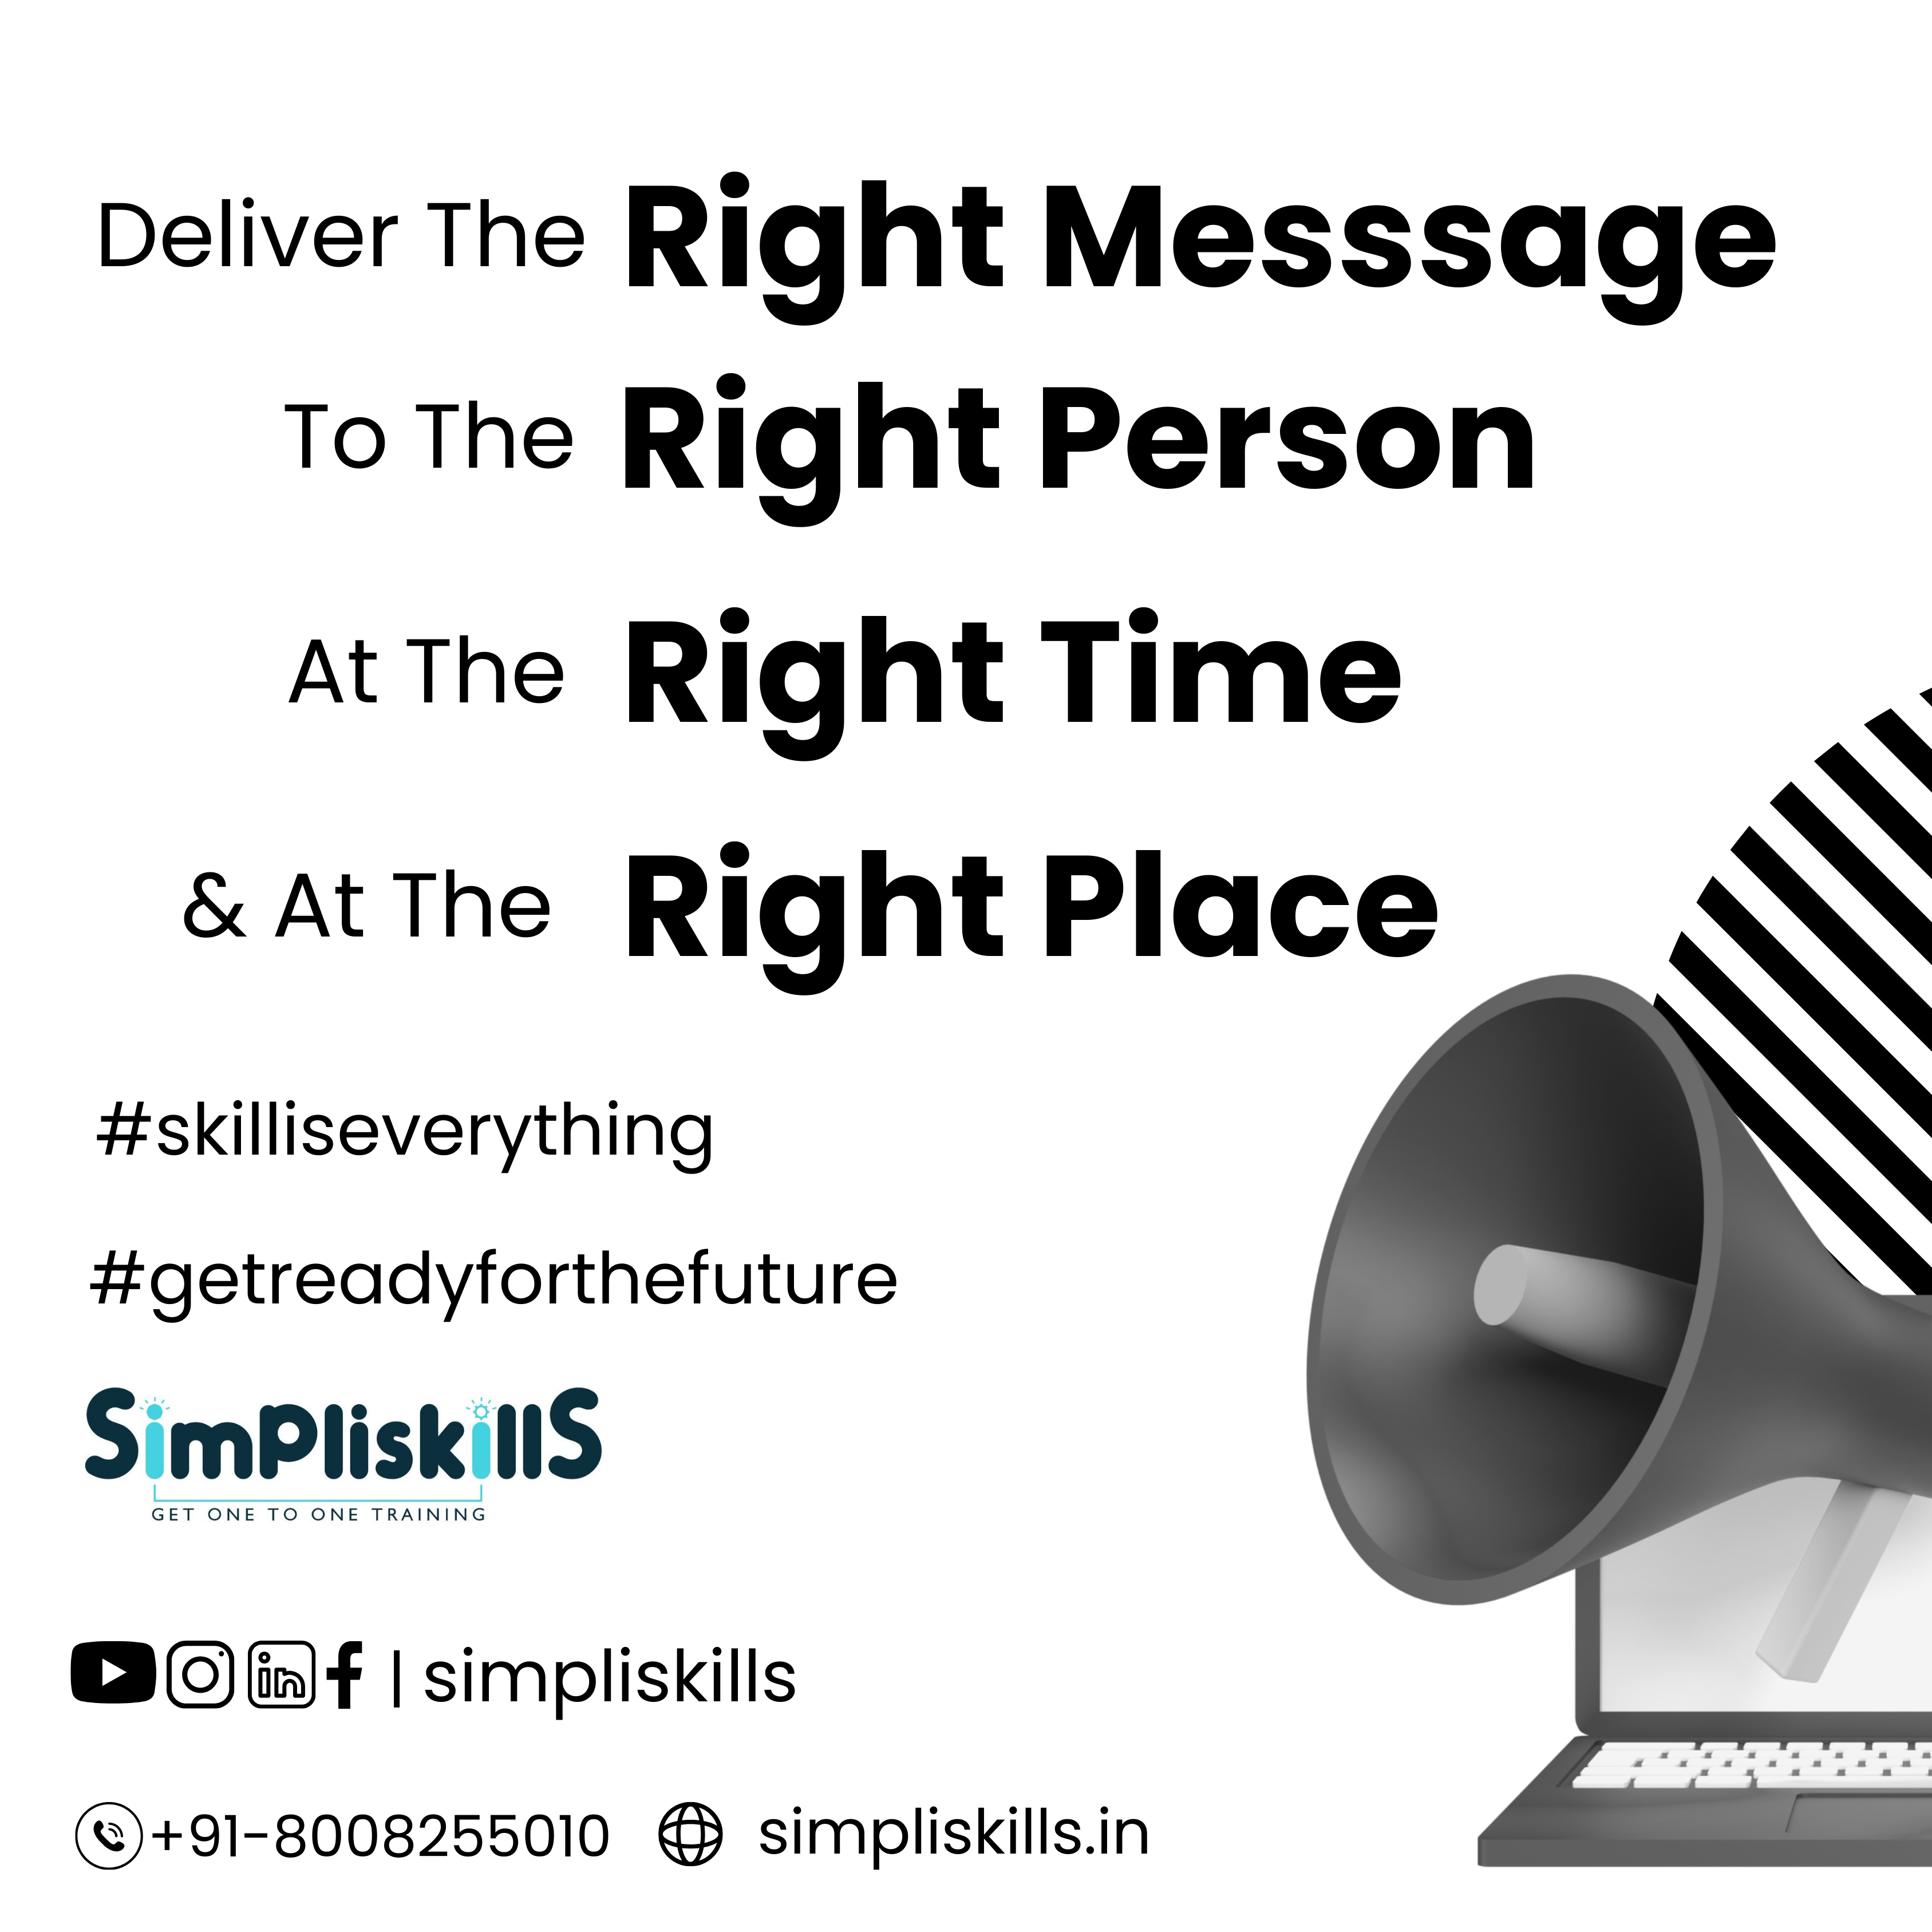 Deliver The Right Messsage
To The Right Person
At The Right Time
& At The Right Place
#skilliseverything
#getreadyforthefuture
SimpliskillS
GET ONE TO ONE TRAINING
in f | simpliskills
+91-8008255010 simpliskills.in